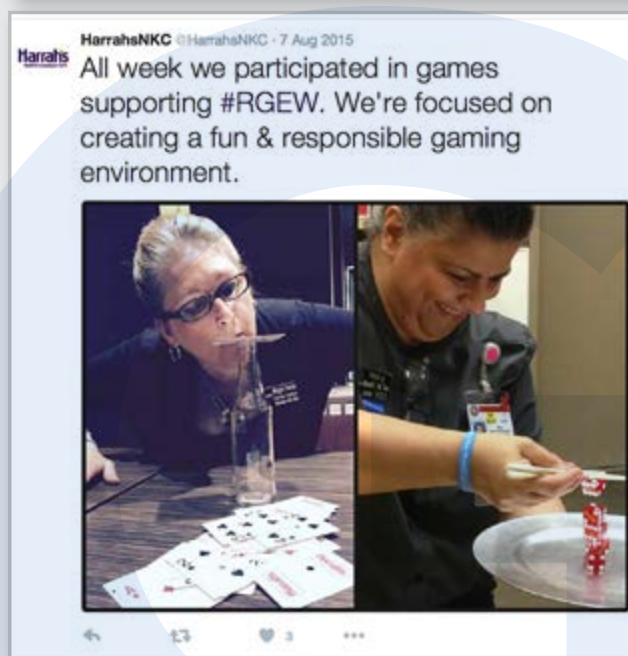 HarrahsNKC @HarrahsNKC · 7 Aug 2015
Harrah's
All week we participated in games
supporting #RGEW. We're focused on
creating a fun & responsible gaming
environment.
3